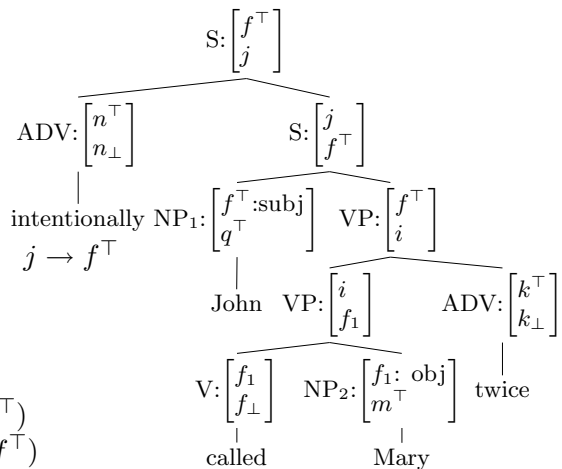 S: [f⊤
j]
ADV: [n⊤
n⊥] S: [j
f⊤]
intentionally NP₁: [f⊤:subj
q⊤] VP: [f⊤
i]
j → f⊤
John VP: [i
f₁] ADV: [k⊤
k⊥]
V: [f₁
f⊥] NP₂: [f₁: obj
m⊤] twice
⊤)
f⊤)
called Mary